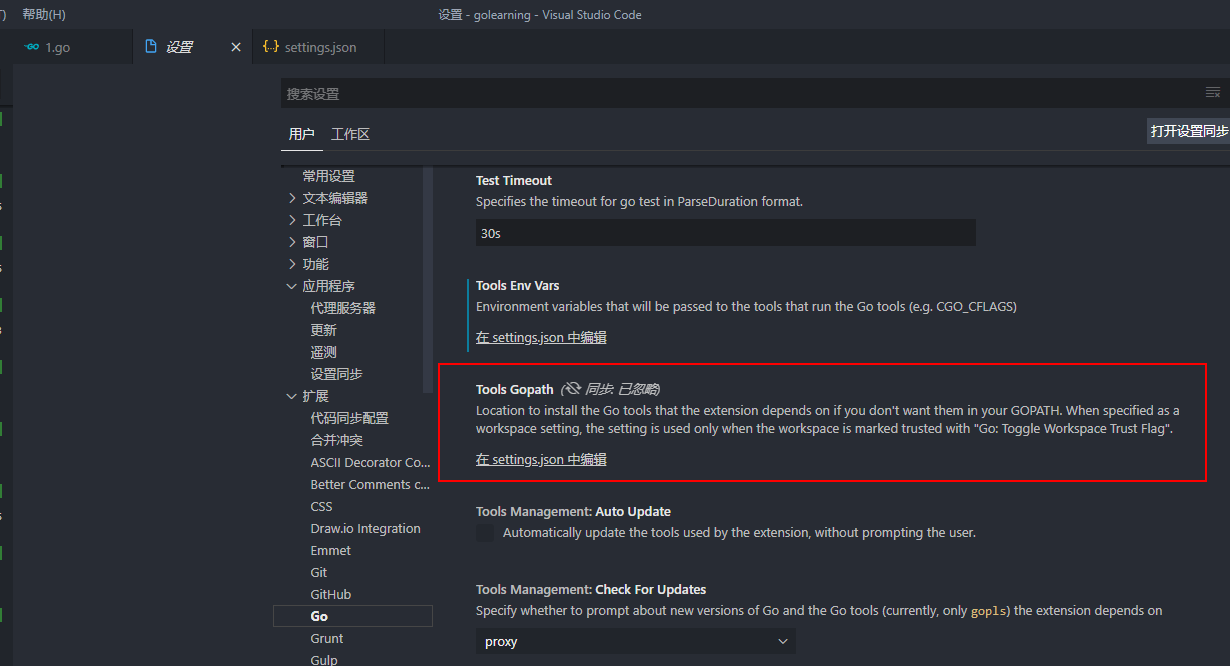 帮助(H)
设置 - golearning - Visual Studio Code
1.go
设置
settings.json
搜索设置
用户
工作区
打开设置同步
常用设置
文本编辑器
工作台
窗口
功能
应用程序
代理服务器
更新
遥测
设置同步
扩展
代码同步配置
合并冲突
ASCII Decorator Co...
Better Comments c...
CSS
Draw.io Integration
Emmet
Git
GitHub
Go
Grunt
Gulp
Test Timeout
Specifies the timeout for go test in ParseDuration format.
30s
Tools Env Vars
Environment variables that will be passed to the tools that run the Go tools (e.g. CGO_CFLAGS)
在 settings.json 中编辑
Tools Gopath (同步: 已忽略)
Location to install the Go tools that the extension depends on if you don't want them in your GOPATH. When specified as a
workspace setting, the setting is used only when the workspace is marked trusted with "Go: Toggle Workspace Trust Flag".
在 settings.json 中编辑
Tools Management: Auto Update
Automatically update the tools used by the extension, without prompting the user.
Tools Management: Check For Updates
Specify whether to prompt about new versions of Go and the Go tools (currently, only gopls) the extension depends on
proxy